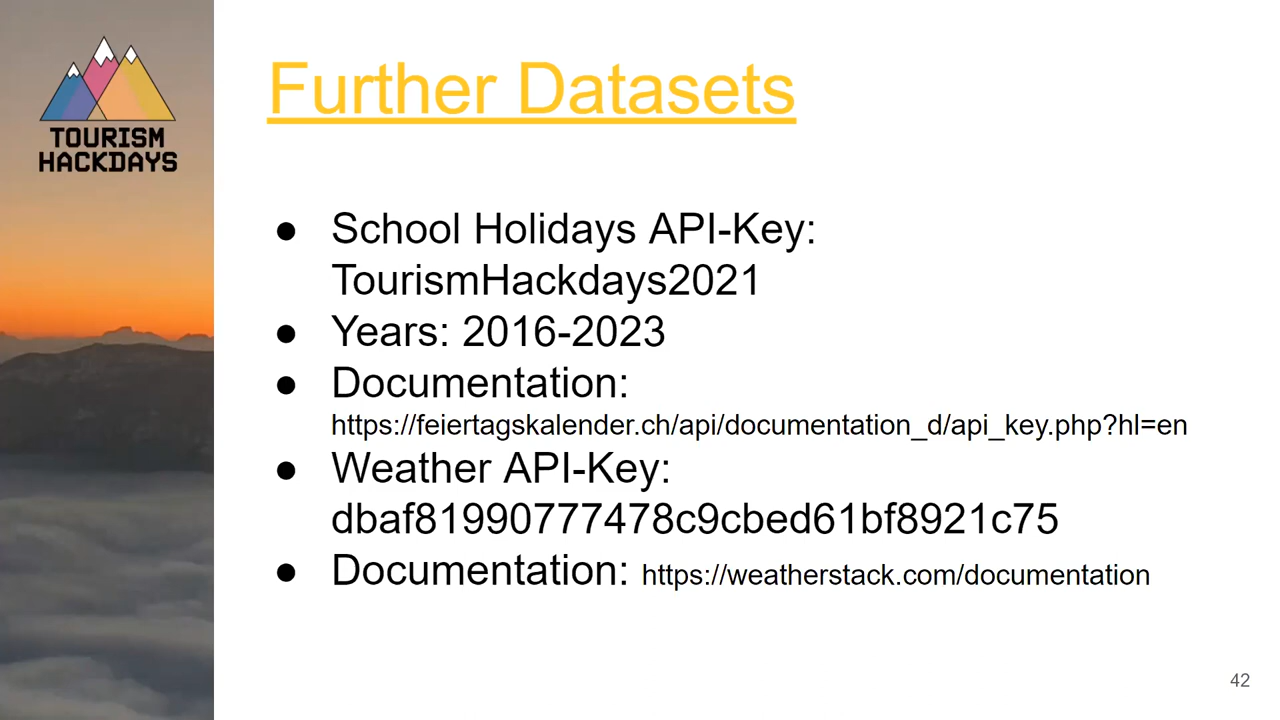 TOURISM
HACKDAYS
Further Datasets
● School Holidays API-Key:
TourismHackdays2021
● Years: 2016-2023
● Documentation:
https://feiertagskalender.ch/api/documentation_d/api_key.php?hl=en
● Weather API-Key:
dbaf81990777478c9cbed61bf8921c75
● Documentation: https://weatherstack.com/documentation
42